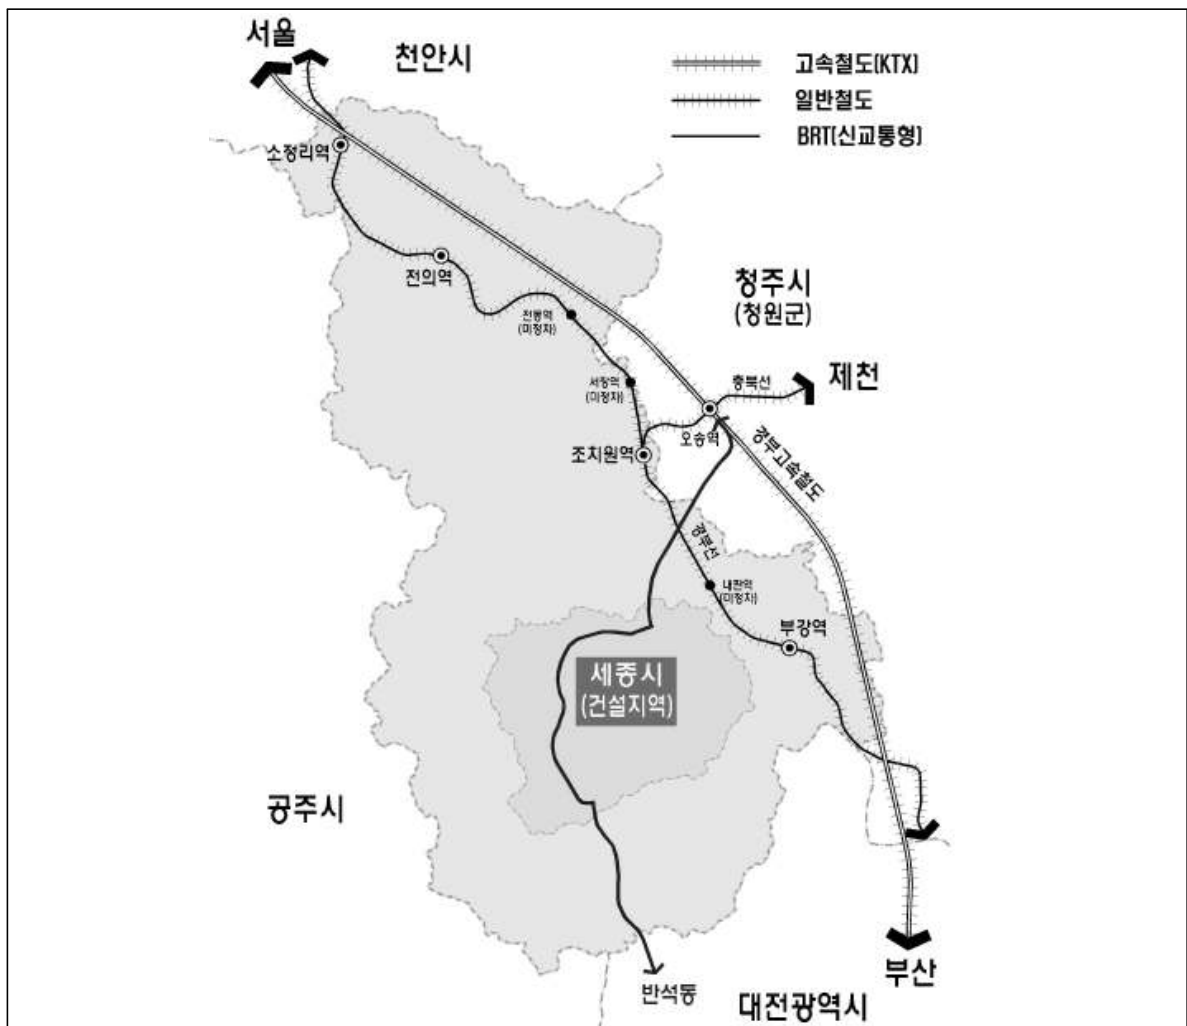 서울
천안시
고속철도(KTX)
일반철도
BRT(신교통형)
소정리역
전의역
청주시
(청원군)
전동역
(미정차)
제천
충북선
서창역
(미정차)
오송역
조치원역
경부고속철도
경부선
내판역
(미정차)
부강역
세종시
(건설지역)
공주시
부산
반석동
대전광역시